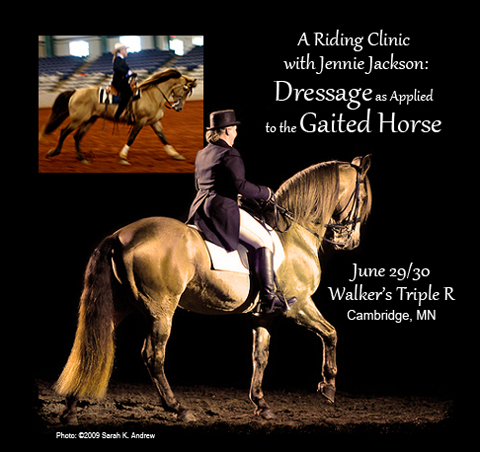 A Riding Clinic
with Jennie Jackson:
Dressage as Applied
to the Gaited Horse
June 29/30
Walker's Triple R
Cambridge, MN
Photo: ©2009 Sarah K. Andrew